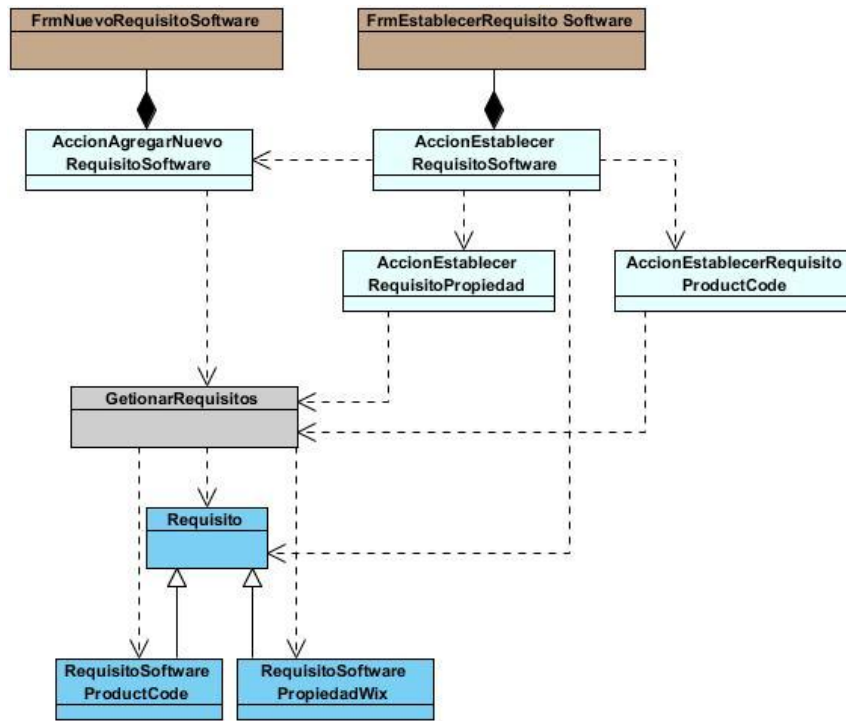 FrmNuevoRequisitoSoftware
FrmEstablecerRequisito Software
AccionAgregarNuevo
RequisitoSoftware
AccionEstablecer
RequisitoSoftware
AccionEstablecer
RequisitoPropiedad
AccionEstablecerRequisito
ProductCode
GetionarRequisitos
Requisito
RequisitoSoftware
ProductCode
RequisitoSoftware
PropiedadWix